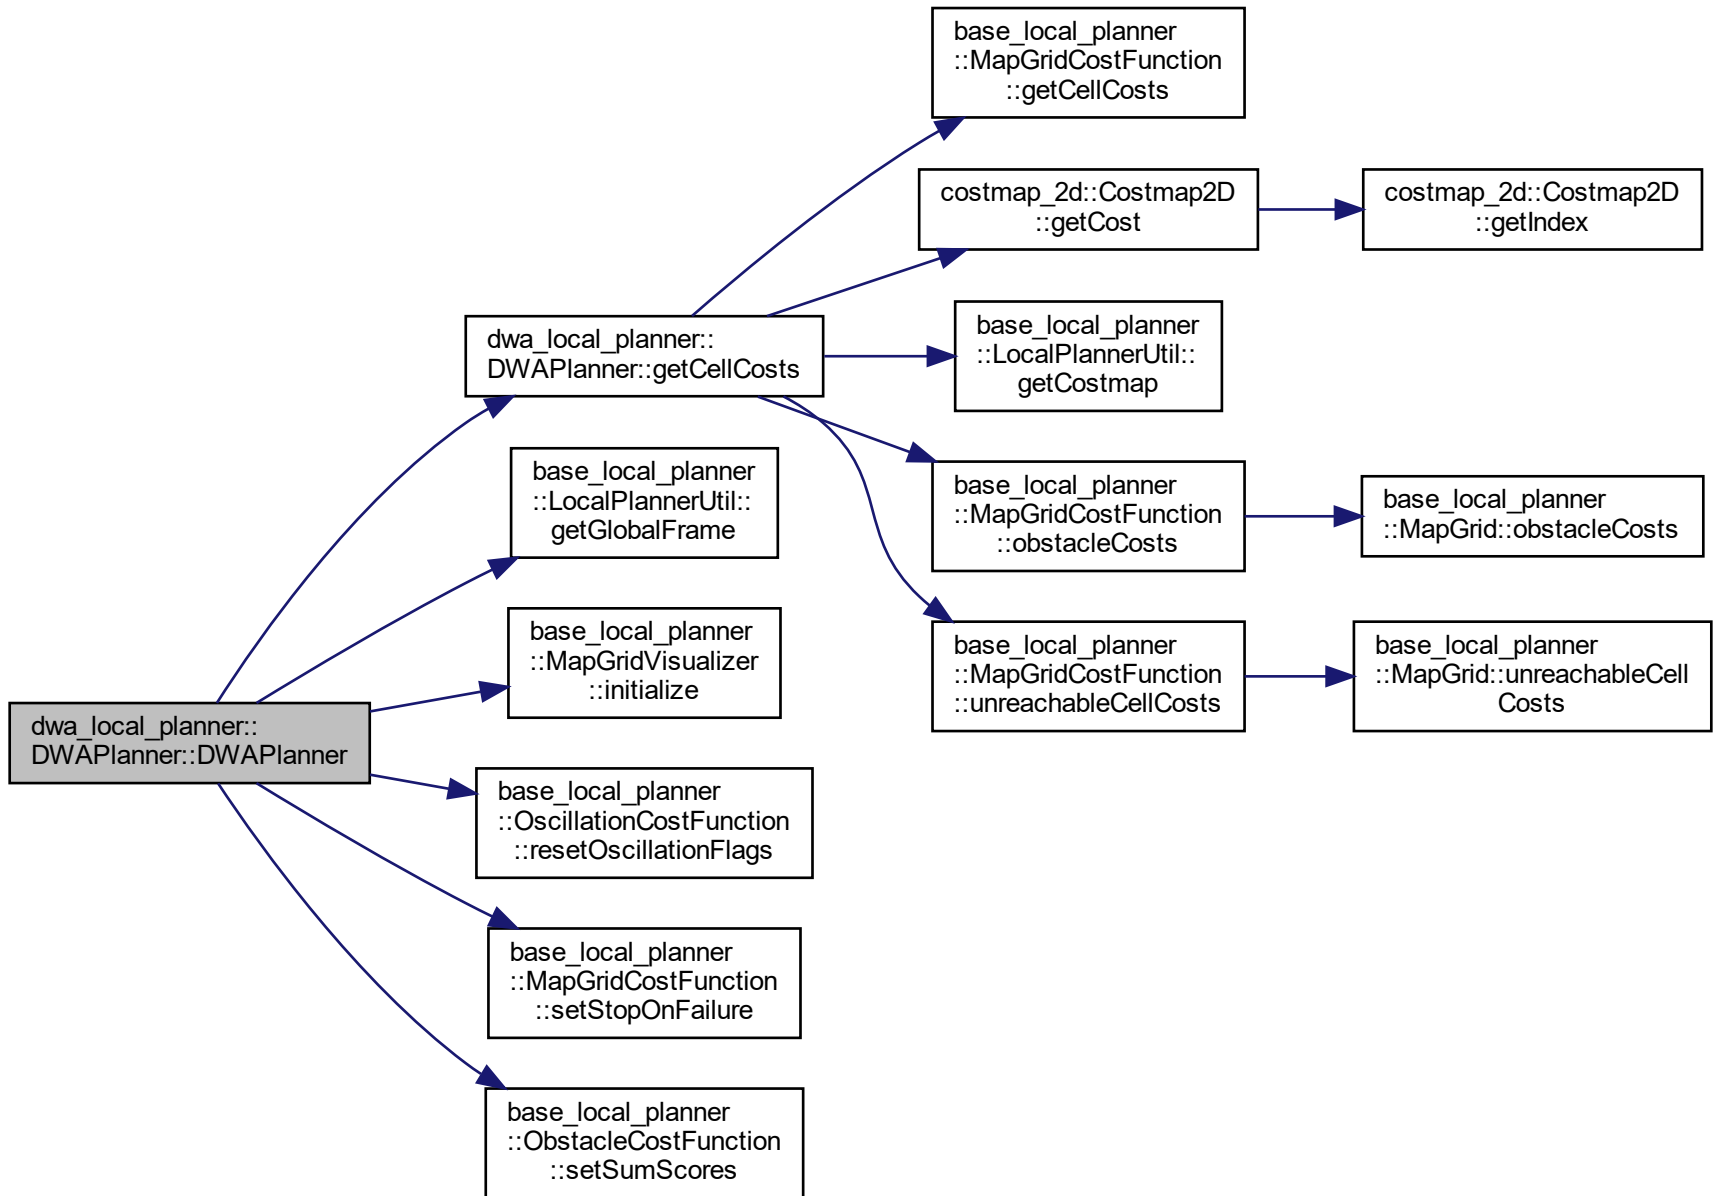 base_local_planner
::MapGridCostFunction
::getCellCosts
costmap_2d::Costmap2D
::getCost
costmap_2d::Costmap2D
::getIndex
dwa_local_planner::
DWAPlanner::getCellCosts
base_local_planner
::LocalPlannerUtil::
getCostmap
base_local_planner
::LocalPlannerUtil::
getGlobalFrame
base_local_planner
::MapGridCostFunction
::obstacleCosts
base_local_planner
::MapGrid::obstacleCosts
base_local_planner
::MapGridVisualizer
::initialize
base_local_planner
::MapGridCostFunction
::unreachableCellCosts
base_local_planner
::MapGrid::unreachableCell
Costs
dwa_local_planner::
DWAPlanner::DWAPlanner
base_local_planner
::OscillationCostFunction
::resetOscillationFlags
base_local_planner
::MapGridCostFunction
::setStopOnFailure
base_local_planner
::ObstacleCostFunction
::setSumScores